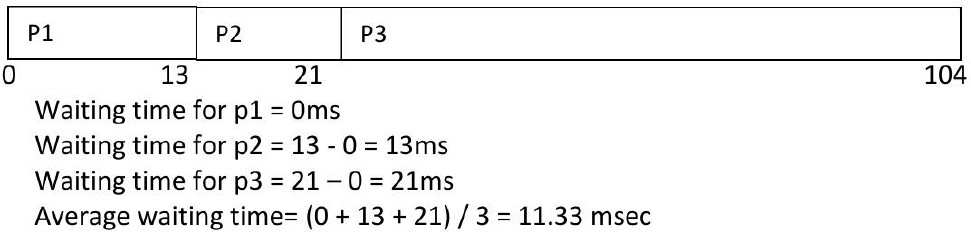 P1 P2 P3
0 13 21 104
Waiting time for p1 = 0ms
Waiting time for p2 = 13 - 0 = 13ms
Waiting time for p3 = 21 – 0 = 21ms
Average waiting time= (0 + 13 + 21) / 3 = 11.33 msec